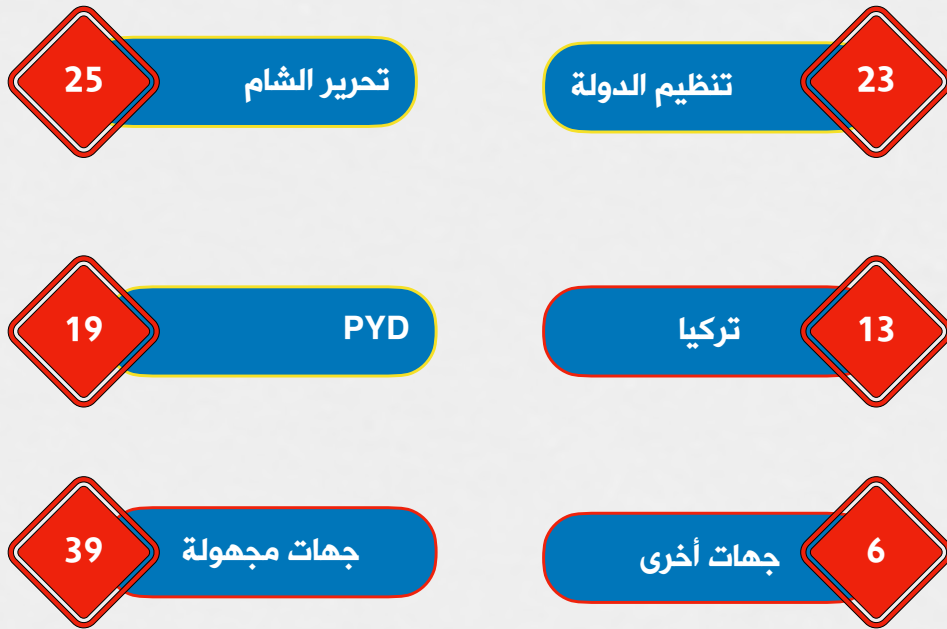 23
تنظيم الدولة
25
تحرير الشام
13
تركيا
19
PYD
6
جهات أخرى
39
جهات مجهولة